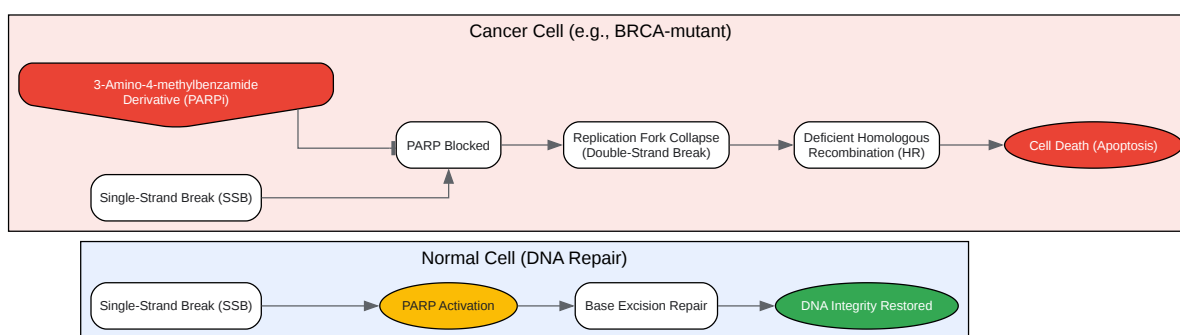 Cancer Cell (e.g., BRCA-mutant)
3-Amino-4-methylbenzamide
Derivative (PARPi)
PARP Blocked
Replication Fork Collapse
(Double-Strand Break)
Deficient Homologous
Recombination (HR)
Cell Death (Apoptosis)
Single-Strand Break (SSB)
Normal Cell (DNA Repair)
Single-Strand Break (SSB)
PARP Activation
Base Excision Repair
DNA Integrity Restored